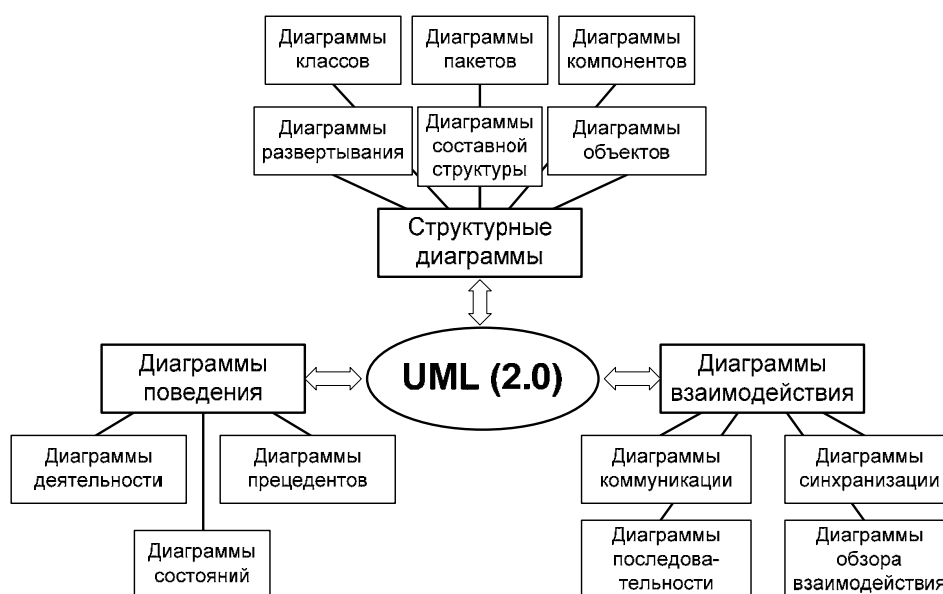 Диаграммы
классов
Диаграммы
пакетов
Диаграммы
компонентов
Диаграммы
развертывания
Диаграммы
составной
структуры
Диаграммы
объектов
Структурные
диаграммы
Диаграммы
поведения
UML (2.0)
Диаграммы
взаимодействия
Диаграммы
деятельности
Диаграммы
прецедентов
Диаграммы
коммуникации
Диаграммы
синхранизации
Диаграммы
состояний
Диаграммы
последова-
тельности
Диаграммы
обзора
взаимодействия